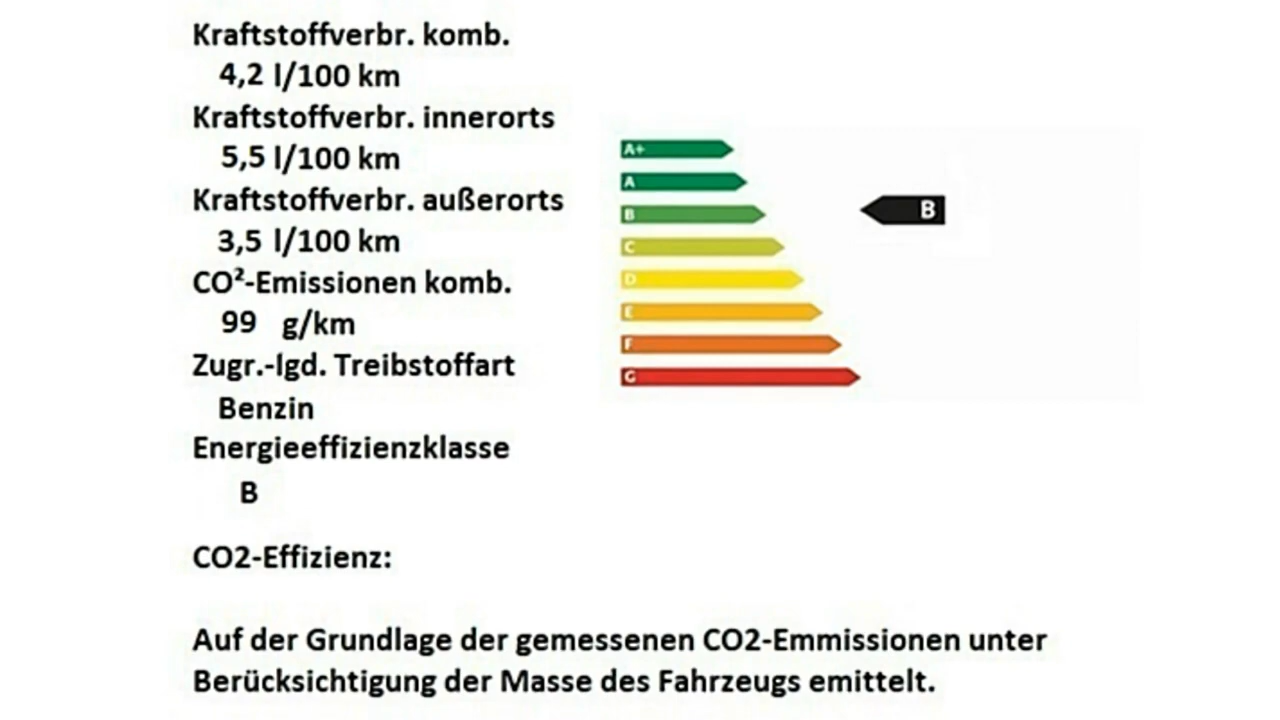 Kraftstoffverbr. komb.
4,2 l/100 km
Kraftstoffverbr. innerorts
5,5 l/100 km
Kraftstoffverbr. außerorts
3,5 l/100 km
CO²-Emissionen komb.
99 g/km
Zugr.-lgd. Treibstoffart
Benzin
Energieeffizienzklasse
B
A+
A
B
C
D
E
F
G
B
CO2-Effizienz:
Auf der Grundlage der gemessenen CO2-Emmissionen unter
Berücksichtigung der Masse des Fahrzeugs emittelt.